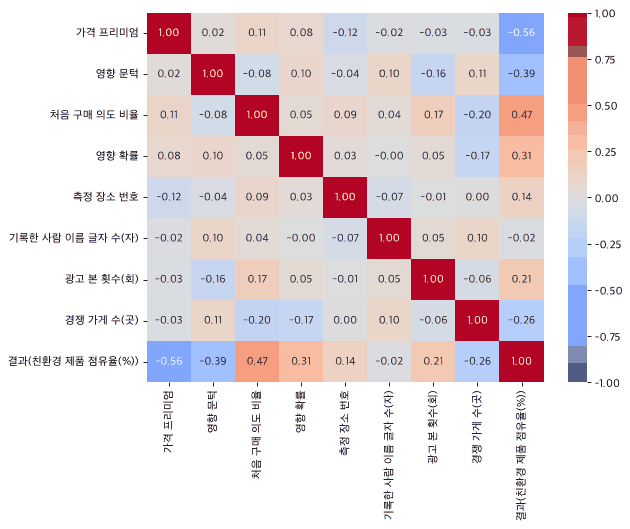 가격 프리미엄 1.00 0.02 0.11 0.08 -0.12 -0.02 -0.03 -0.03 -0.56
영향 문턱 0.02 1.00 -0.08 0.10 -0.04 0.10 -0.16 0.11 -0.39
처음 구매 의도 비율 0.11 -0.08 1.00 0.05 0.09 0.04 0.17 -0.20 0.47
영향 확률 0.08 0.10 0.05 1.00 0.03 -0.00 0.05 -0.17 0.31
측정 장소 번호 -0.12 -0.04 0.09 0.03 1.00 -0.07 -0.01 0.00 0.14
기록한 사람 이름 글자 수(자) -0.02 0.10 0.04 -0.00 -0.07 1.00 0.05 0.10 -0.02
광고 본 횟수(회) -0.03 -0.16 0.17 0.05 -0.01 0.05 1.00 -0.06 0.21
경쟁 가게 수(곳) -0.03 0.11 -0.20 -0.17 0.00 0.10 -0.06 1.00 -0.26
결과(친환경 제품 점유율(%)) -0.56 -0.39 0.47 0.31 0.14 -0.02 0.21 -0.26 1.00
가격 프리미엄
영향 문턱
처음 구매 의도 비율
영향 확률
측정 장소 번호
기록한 사람 이름 글자 수(자)
광고 본 횟수(회)
경쟁 가게 수(곳)
결과(친환경 제품 점유율(%))
1.00
0.75
0.50
0.25
0.00
-0.25
-0.50
-0.75
-1.00